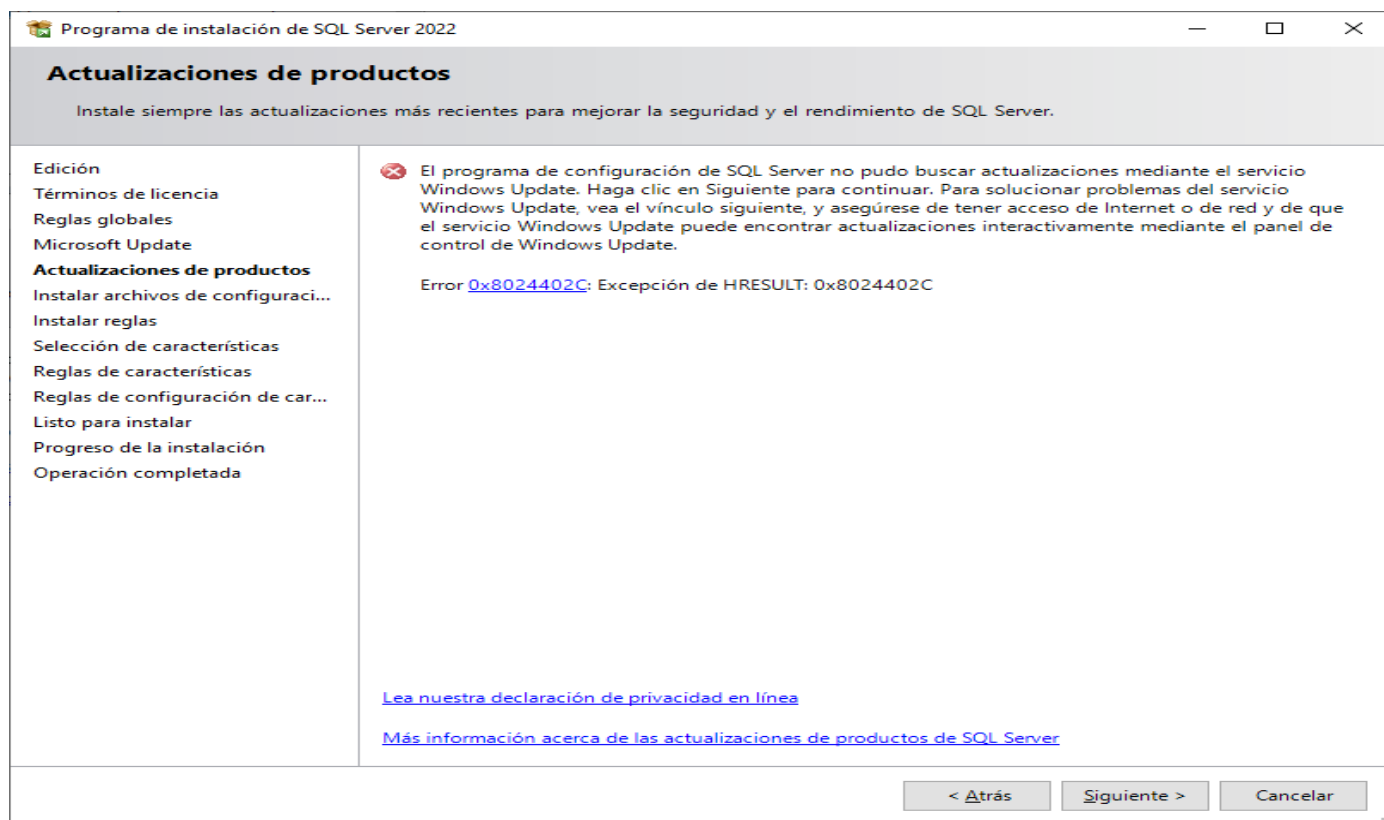 Programa de instalación de SQL Server 2022
Actualizaciones de productos
Instale siempre las actualizaciones más recientes para mejorar la seguridad y el rendimiento de SQL Server.
Edición
Términos de licencia
Reglas globales
Microsoft Update
Actualizaciones de productos
Instalar archivos de configuraci...
Instalar reglas
Selección de características
Reglas de características
Reglas de configuración de car...
Listo para instalar
Progreso de la instalación
Operación completada
El programa de configuración de SQL Server no pudo buscar actualizaciones mediante el servicio
Windows Update. Haga clic en Siguiente para continuar. Para solucionar problemas del servicio
Windows Update, vea el vínculo siguiente, y asegúrese de tener acceso de Internet o de red y de que
el servicio Windows Update puede encontrar actualizaciones interactivamente mediante el panel de
control de Windows Update.
Error 0x8024402C: Excepción de HRESULT: 0x8024402C
Lea nuestra declaración de privacidad en línea
Más información acerca de las actualizaciones de productos de SQL Server
< Atrás
Siguiente >
Cancelar